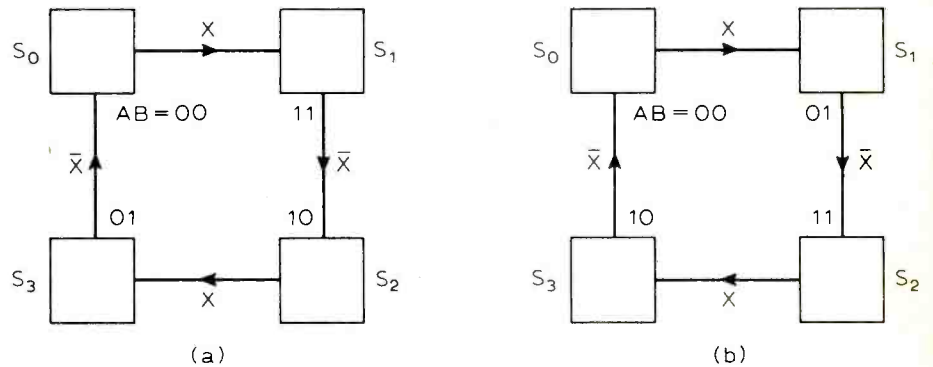 S₀ X S₁
AB = 00 11
X̄ X̄
01 10
S₃ X S₂
(a)
S₀ X S₁
AB = 00 01
X̄ X̄
10 11
S₃ X S₂
(b)